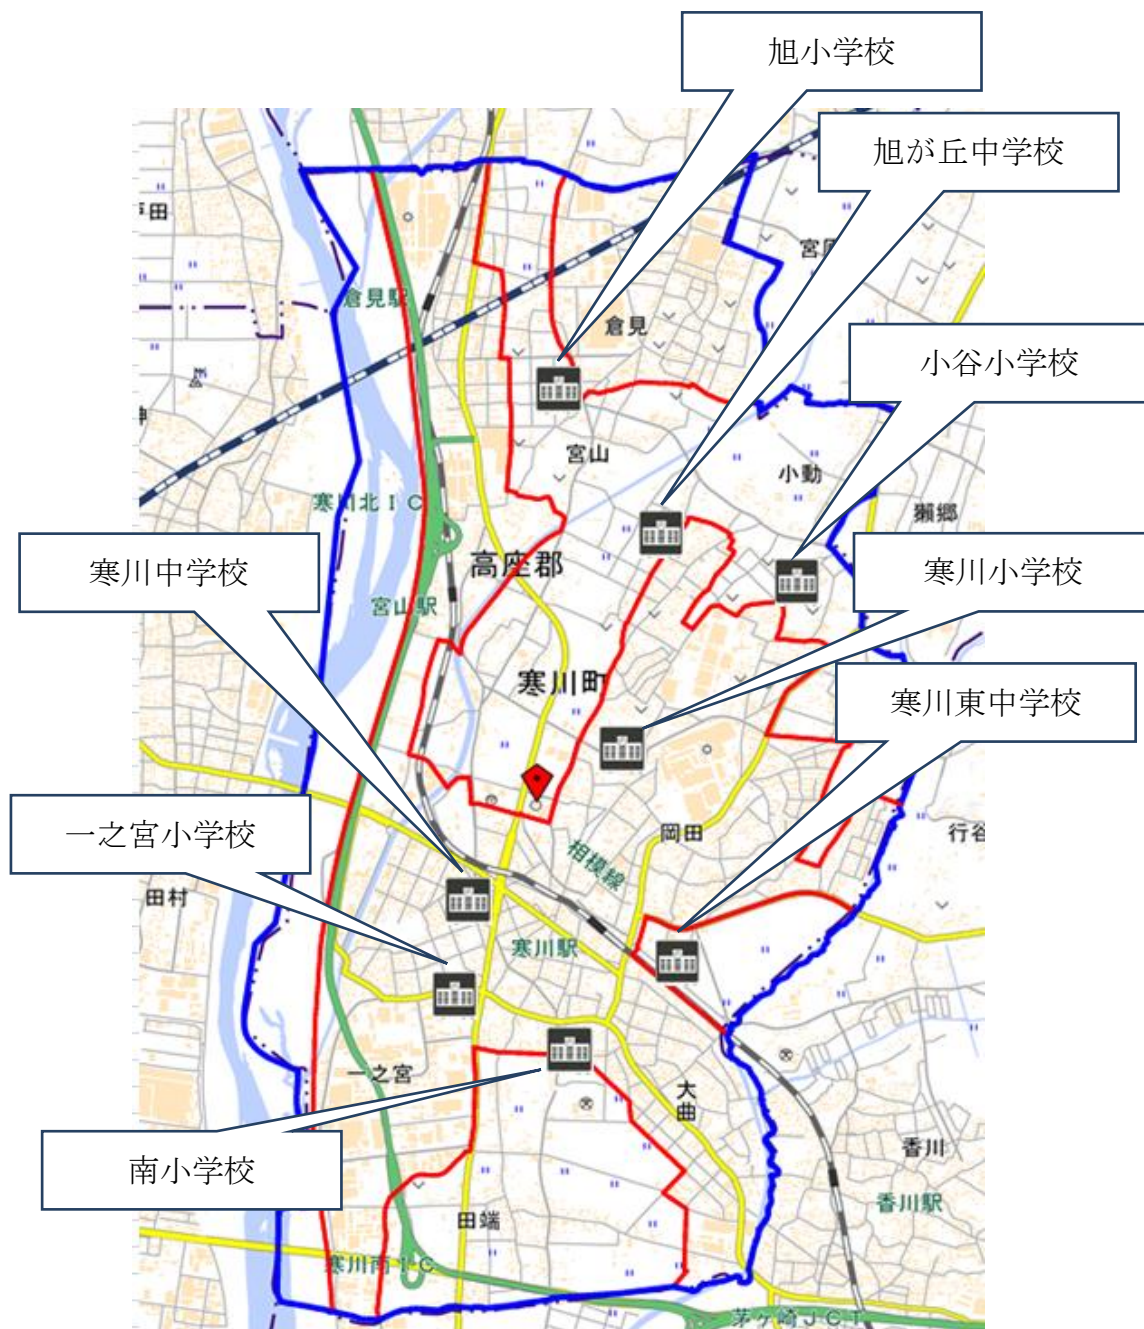 旭小学校
旭が丘中学校
戸田
倉見駅
倉見
小谷小学校
宮山
小動
寒川北IC
獺郷
寒川中学校
高座郡
寒川小学校
宮山駅
寒川町
寒川東中学校
一之宮小学校
岡田
行谷
相模線
田村
寒川駅
一之宮
大曲
南小学校
香川
香川駅
田端
寒川南IC
茅ヶ崎JCT